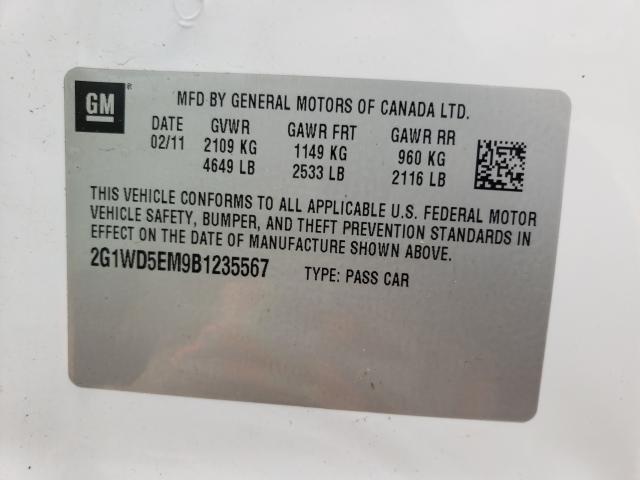 GM ®
MFD BY GENERAL MOTORS OF CANADA LTD.
DATE GVWR GAWR FRT GAWR RR
02/11 2109 KG 1149 KG 960 KG
4649 LB 2533 LB 2116 LB
THIS VEHICLE CONFORMS TO ALL APPLICABLE U.S. FEDERAL MOTOR
VEHICLE SAFETY, BUMPER, AND THEFT PREVENTION STANDARDS IN
EFFECT ON THE DATE OF MANUFACTURE SHOWN ABOVE.
2G1WD5EM9B1235567 TYPE: PASS CAR